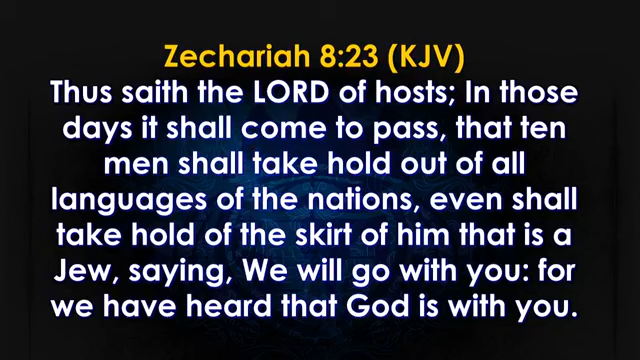 Zechariah 8:23 (KJV)
Thus saith the LORD of hosts; In those
days it shall come to pass, that ten
men shall take hold out of all
languages of the nations, even shall
take hold of the skirt of him that is a
Jew, saying, We will go with you: for
we have heard that God is with you.